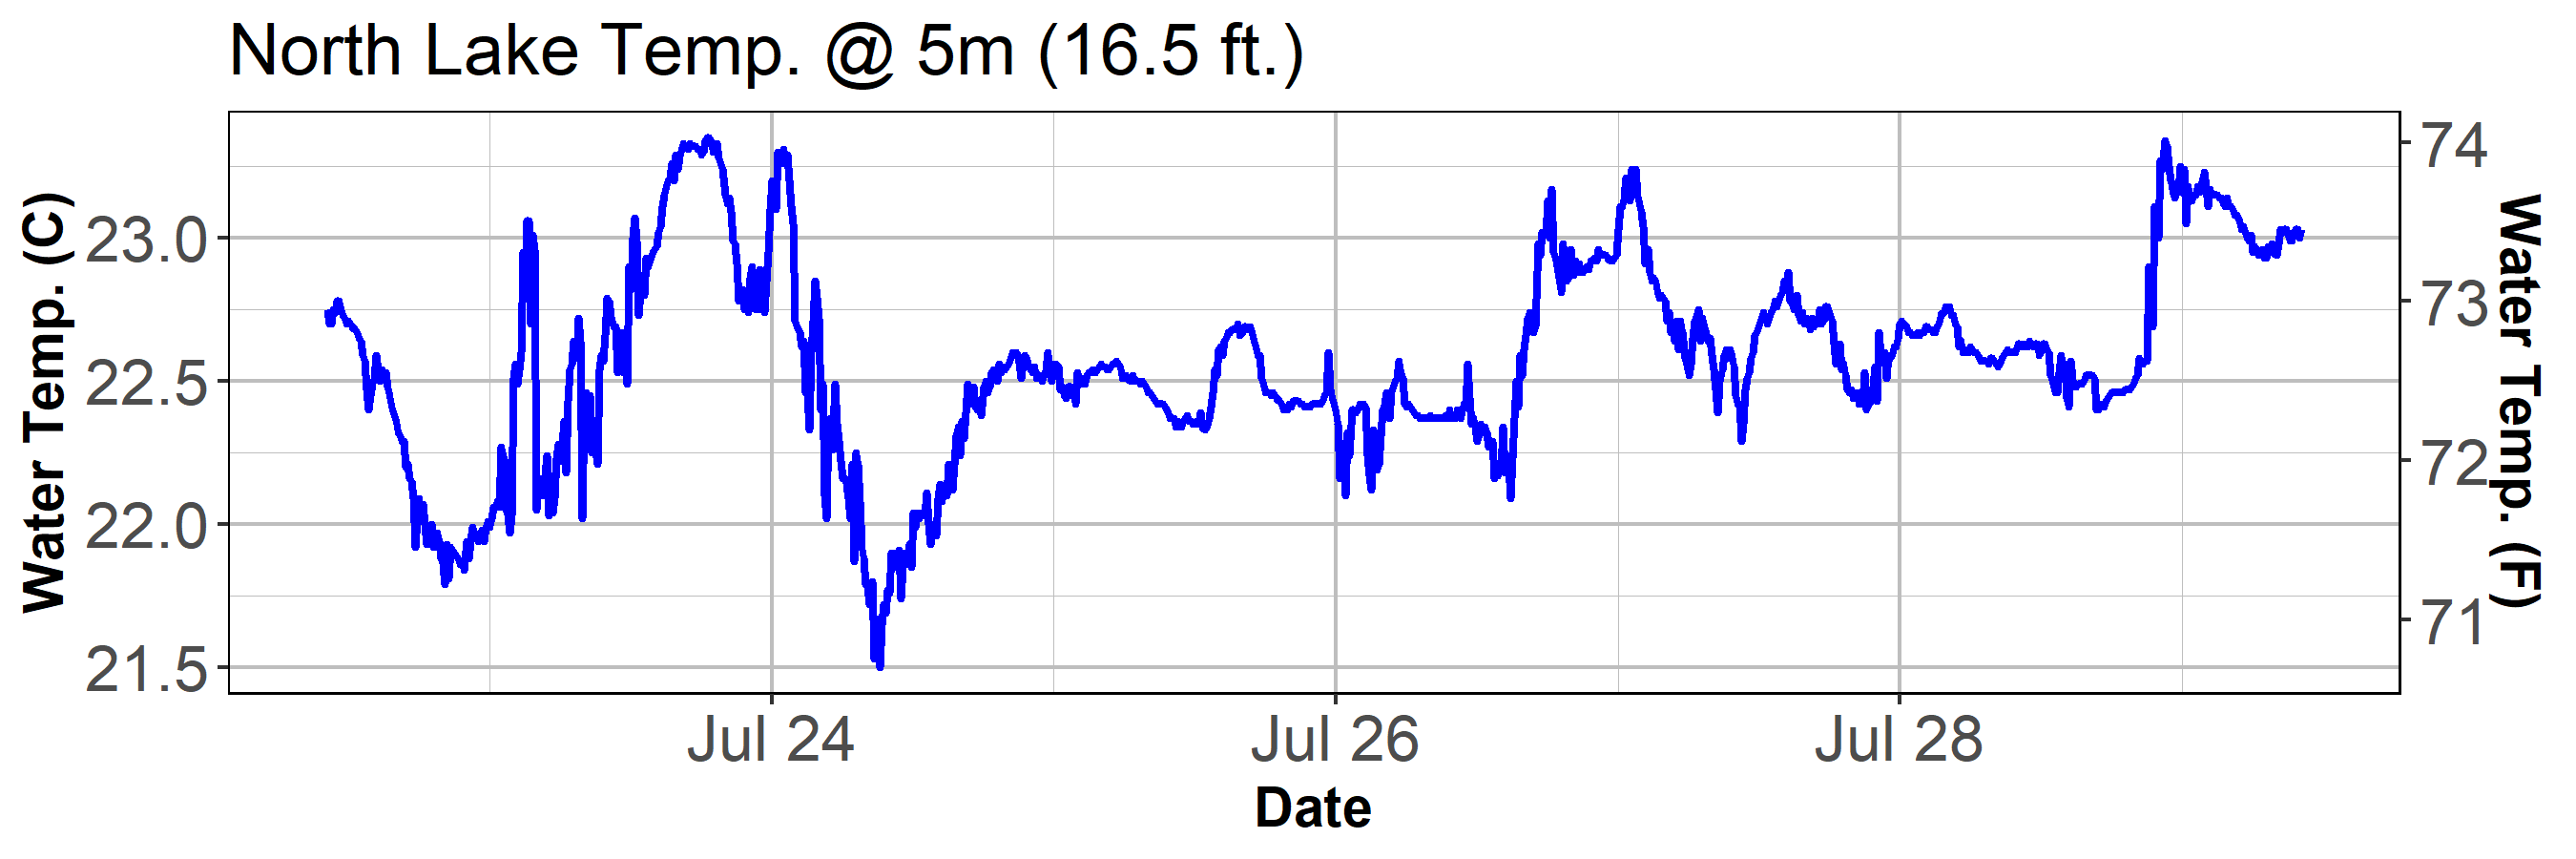 North Lake Temp. @ 5m (16.5 ft.)
Water Temp. (C)
23.0
22.5
22.0
21.5
74
73
72
71
Water Temp. (F)
Jul 24 Jul 26 Jul 28
Date